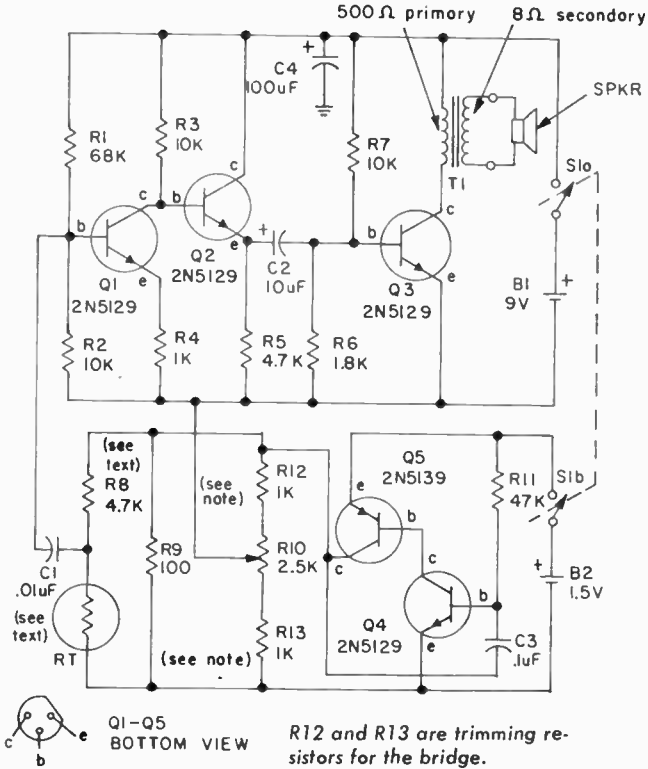 500Ω primary
8Ω secondory
+
C4
100uF
SPKR
R1
68K
R3
10K
R7
10K
T1
S1a
c
b
c
b
c
b
e
e
e
+
Q1
2N5129
Q2
2N5129
C2
10uF
Q3
2N5129
B1
9V
+
R2
10K
R4
1K
R5
4.7K
R6
1.8K
(see text)
R8
4.7K
(see note)
R12
1K
Q5
2N5139
R11
47K
S1b
e
b
c
c
b
e
C1
.01uF
R9
100
R10
2.5K
+
B2
1.5V
(see text)
RT
(see note)
R13
1K
Q4
2N5129
C3
.1uF
c
b
e
Q1-Q5
BOTTOM VIEW
R12 and R13 are trimming re-
sistors for the bridge.